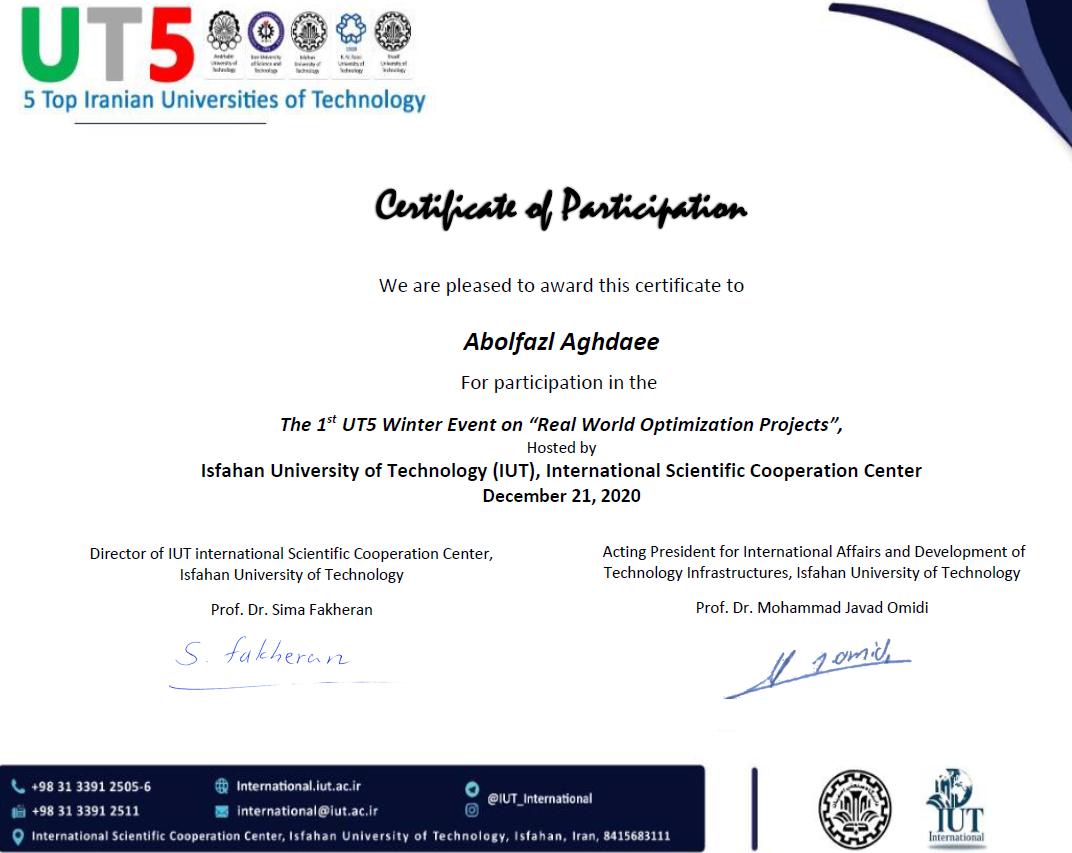 UT5
Amirkabir University of Technology
Iran University of Science and Technology
Isfahan University of Technology
K. N. Toosi University of Technology
Sharif University of Technology
5 Top Iranian Universities of Technology
Certificate of Participation
We are pleased to award this certificate to
Abolfazl Aghdaee
For participation in the
The 1st UT5 Winter Event on “Real World Optimization Projects”,
Hosted by
Isfahan University of Technology (IUT), International Scientific Cooperation Center
December 21, 2020
Director of IUT international Scientific Cooperation Center,
Isfahan University of Technology
Prof. Dr. Sima Fakheran
S. fakheran
Acting President for International Affairs and Development of
Technology Infrastructures, Isfahan University of Technology
Prof. Dr. Mohammad Javad Omidi
+98 31 3391 2505-6
International.iut.ac.ir
@IUT_International
+98 31 3391 2511
international@iut.ac.ir
International Scientific Cooperation Center, Isfahan University of Technology, Isfahan, Iran, 8415683111
IUT
International